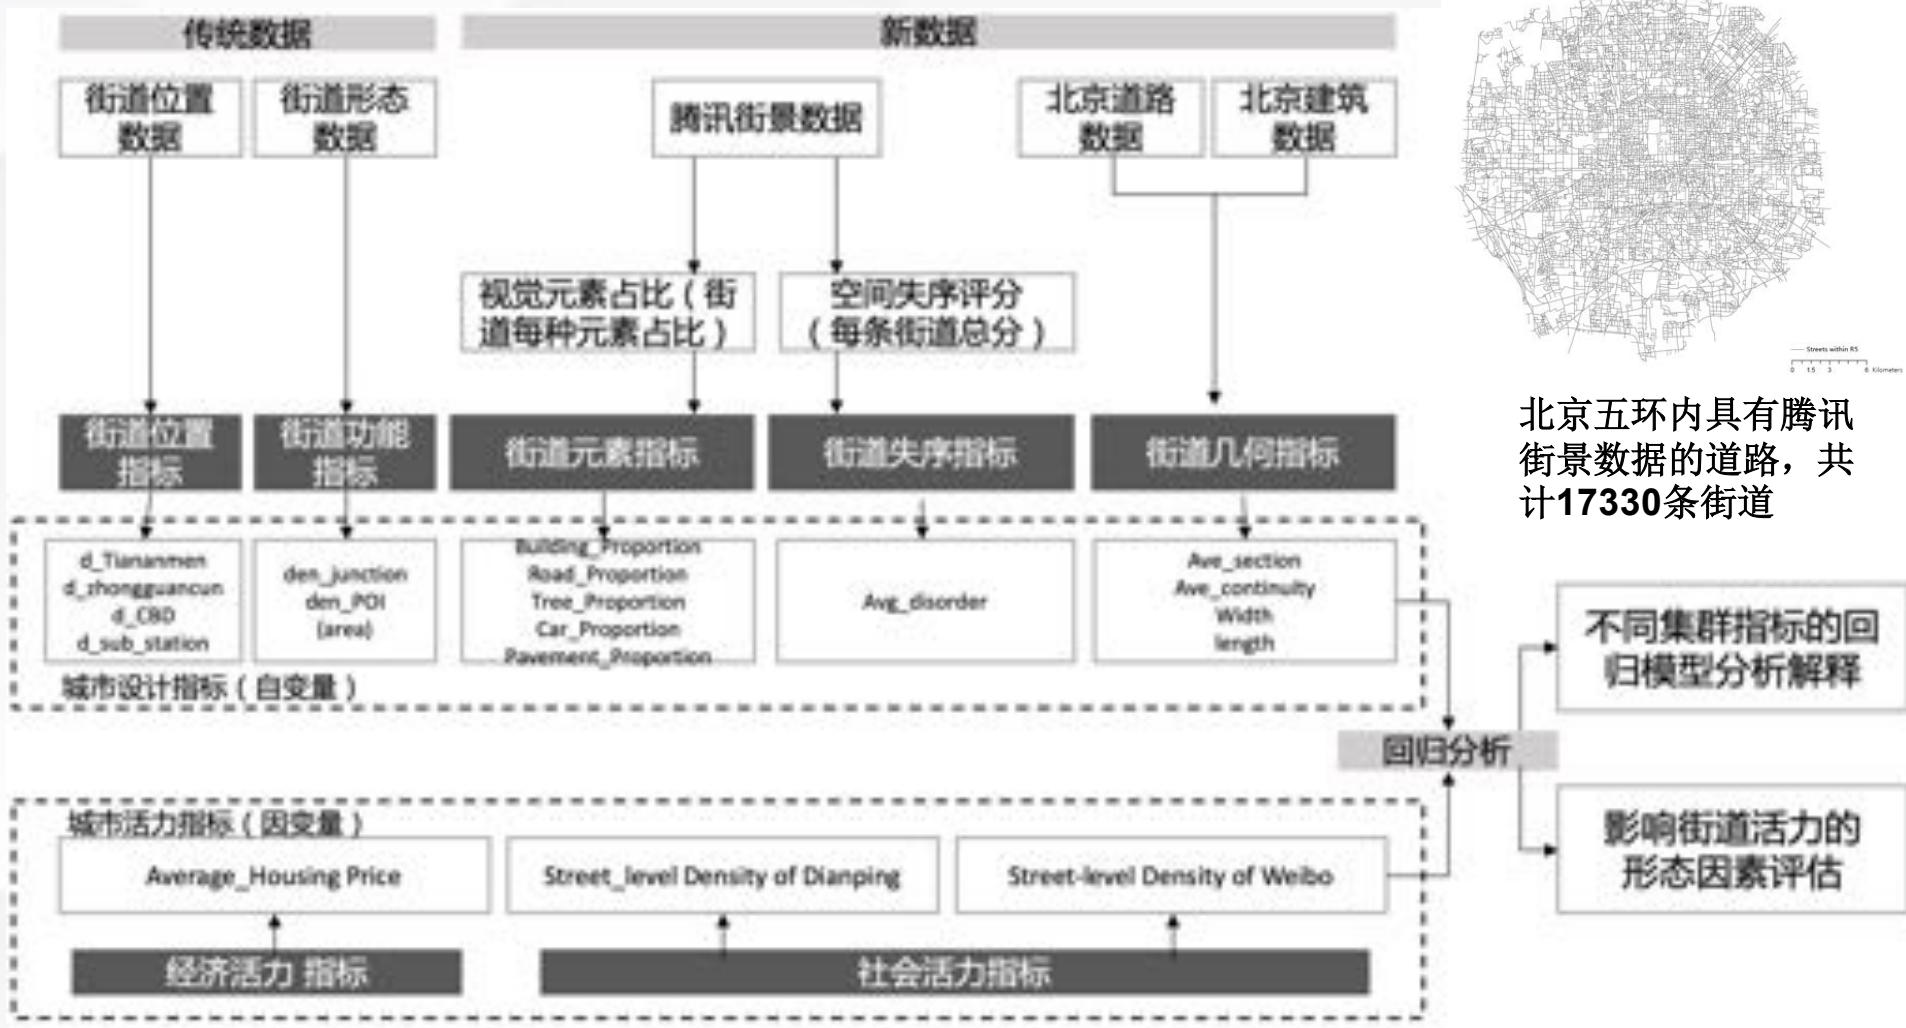 传统数据
新数据
街道位置
数据
街道形态
数据
腾讯街景数据
北京道路
数据
北京建筑
数据
视觉元素占比（街
道每种元素占比）
空间失序评分
（每条街道总分）
街道位置
指标
街道功能
指标
街道元素指标
街道失序指标
街道几何指标
d_Tiananmen
d_zhongguancun
d_CBD
d_sub_station
den_junction
den_POI
(area)
Building_Proportion
Road_Proportion
Tree_Proportion
Car_Proportion
Pavement_Proportion
Avg_disorder
Ave_section
Ave_continuity
Width
length
城市设计指标（自变量）
Streets within R5
0 1.5 3 6 Kilometers
北京五环内具有腾讯
街景数据的道路，共
计17330条街道
回归分析
不同集群指标的回
归模型分析解释
影响街道活力的
形态因素评估
城市活力指标（因变量）
Average_Housing Price
Street_level Density of Dianping
Street-level Density of Weibo
经济活力 指标
社会活力指标